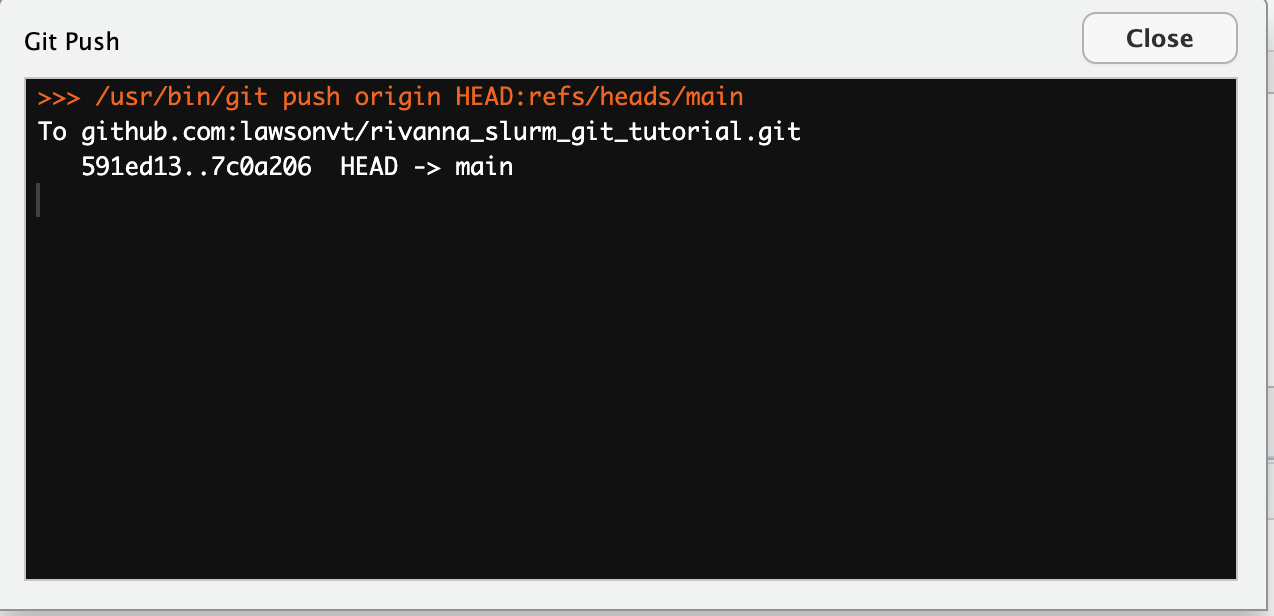 Git Push
Close
>>> /usr/bin/git push origin HEAD:refs/heads/main
To github.com:lawsonvt/rivanna_slurm_git_tutorial.git
   591ed13..7c0a206  HEAD -> main